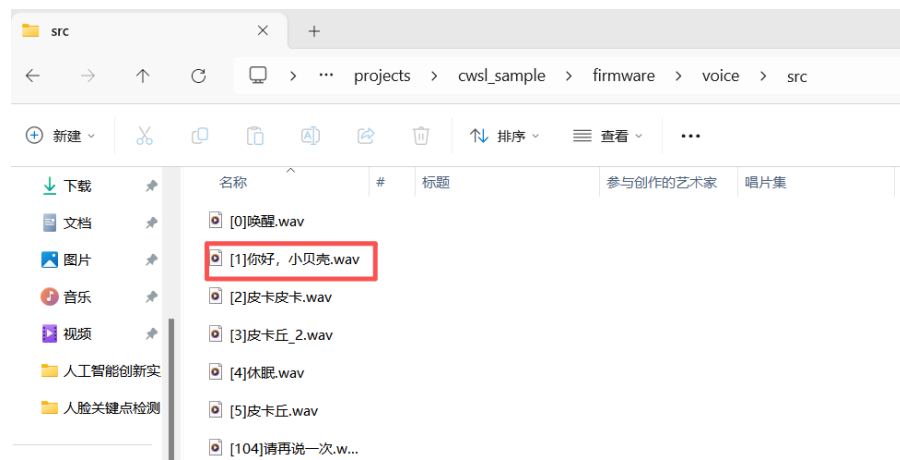 src
… projects > cwsl_sample > firmware > voice > src
新建 排序 查看 •••
名称 # 标题 参与创作的艺术家 唱片集
下载
文档
图片
音乐
视频
人工智能创新实
人脸关键点检测
[0]唤醒.wav
[1]你好，小贝壳.wav
[2]皮卡皮卡.wav
[3]皮卡丘_2.wav
[4]休眠.wav
[5]皮卡丘.wav
[104]请再说一次.w...